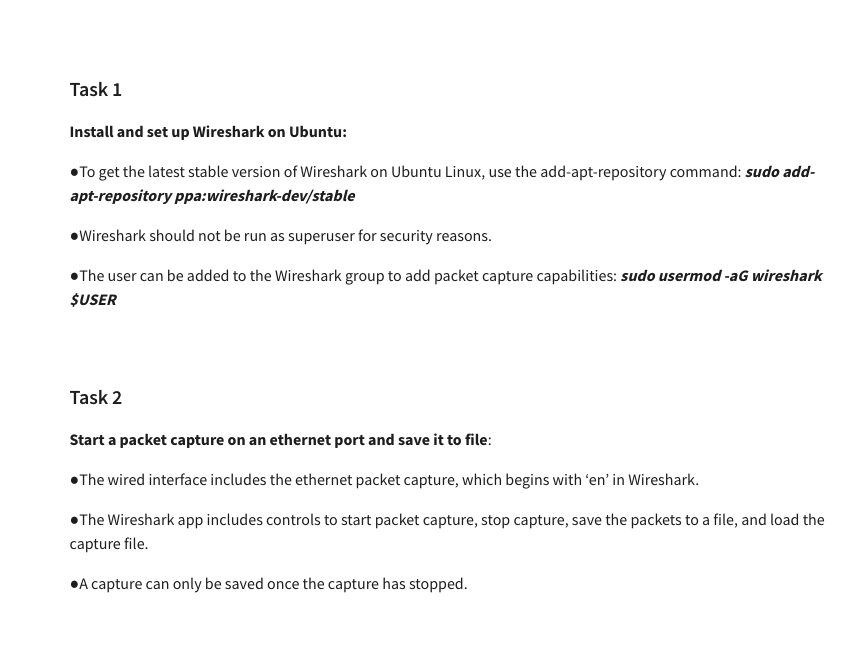 Task 1
Install and set up Wireshark on Ubuntu:
●To get the latest stable version of Wireshark on Ubuntu Linux, use the add-apt-repository command: sudo add-
apt-repository ppa:wireshark-dev/stable
●Wireshark should not be run as superuser for security reasons.
●The user can be added to the Wireshark group to add packet capture capabilities: sudo usermod -aG wireshark
$USER
Task 2
Start a packet capture on an ethernet port and save it to file:
●The wired interface includes the ethernet packet capture, which begins with ‘en’ in Wireshark.
●The Wireshark app includes controls to start packet capture, stop capture, save the packets to a file, and load the
capture file.
●A capture can only be saved once the capture has stopped.